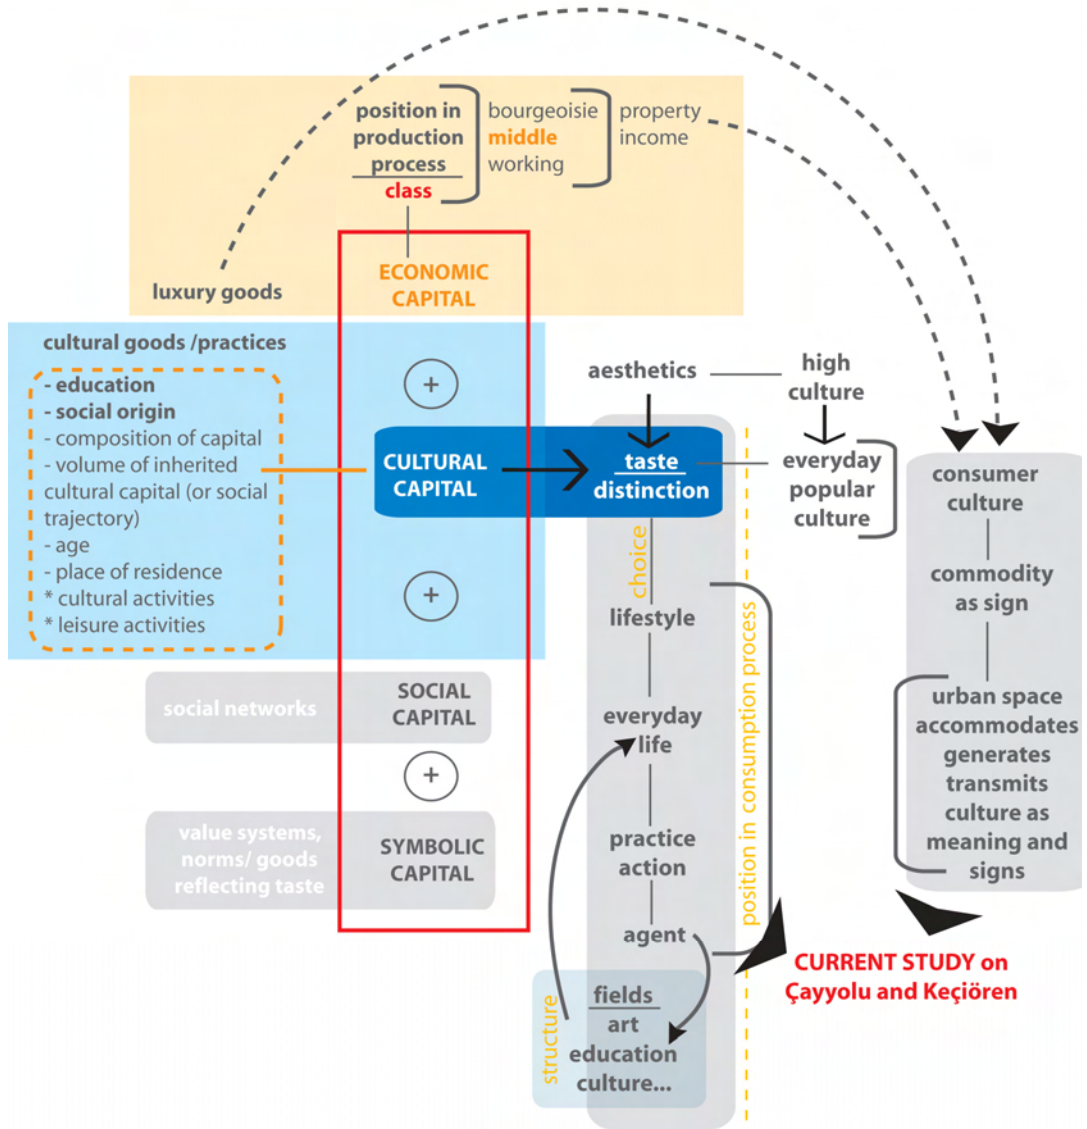 position in
production
process
class
bourgeoisie
middle
working
property
income
luxury goods
ECONOMIC
CAPITAL
cultural goods /practices
- education
- social origin
- composition of capital
- volume of inherited
cultural capital (or social
trajectory)
- age
- place of residence
* cultural activities
* leisure activities
+
CULTURAL
CAPITAL
+
social networks
SOCIAL
CAPITAL
+
value systems,
norms/ goods
reflecting taste
SYMBOLIC
CAPITAL
aesthetics
high
culture
taste
distinction
everyday
popular
culture
choice
lifestyle
everyday
life
practice
action
agent
structure
fields
art
education
culture...
position in consumption process
consumer
culture
commodity
as sign
urban space
accommodates
generates
transmits
culture as
meaning and
signs
CURRENT STUDY on
Çayyolu and Keçiören